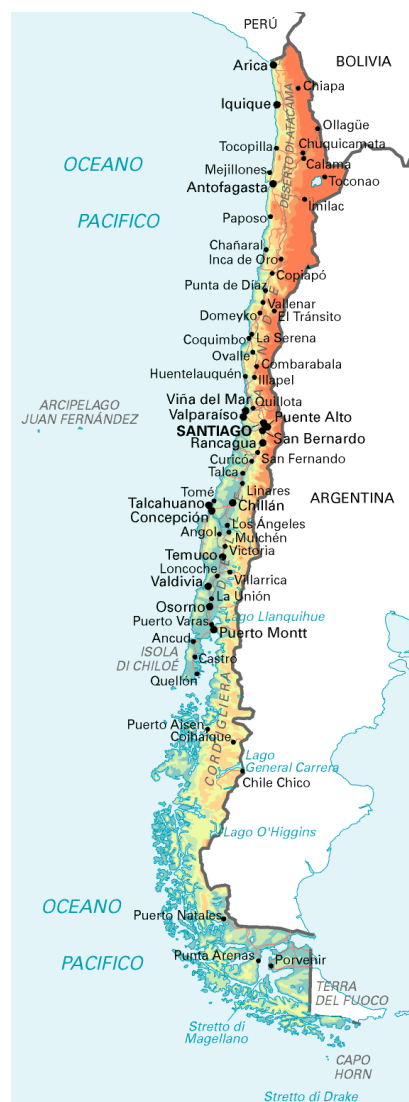 PERÚ
BOLIVIA
Arica
Chiapa
Iquique
DESERTO DI ATACAMA
Ollagüe
Tocopilla
Chuquicamata
Calama
OCEANO
PACIFICO
Mejillones
Toconao
Antofagasta
Imilac
Paposo
Chañaral
Inca de Oro
Copiapó
Punta de Díaz
Vallenar
Domeyko
El Tránsito
Coquimbo
La Serena
Ovalle
Combarabala
Huentelauquén
Illapel
Viña del Mar
Quillota
ARCIPELAGO
JUAN FERNÁNDEZ
Valparaíso
Puente Alto
SANTIAGO
San Bernardo
Rancagua
Curicó
San Fernando
Talca
Linares
ARGENTINA
Tomé
Talcahuano
Chillán
Concepción
Los Ángeles
Angol
Mulchén
Victoria
Temuco
Loncoche
Villarrica
Valdivia
La Unión
Osorno
Lago Llanquihue
Puerto Varas
Puerto Montt
Ancud
ISOLA
DI CHILOÉ
Castro
Quellón
CORDIGLIERA DELLE ANDE
Puerto Aisen
Coihaique
Lago
General Carrera
Chile Chico
Lago O'Higgins
OCEANO
PACIFICO
Puerto Natales
Punta Arenas
Porvenir
TERRA
DEL FUOCO
Stretto di
Magellano
CAPO
HORN
Stretto di Drake